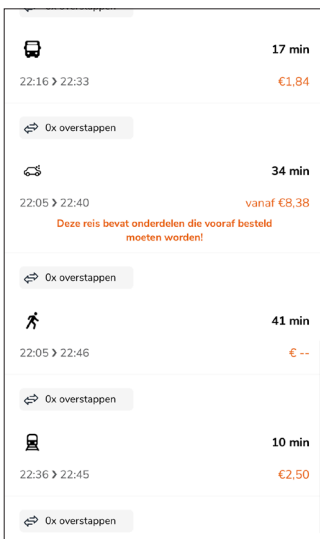 17 min
22:16 > 22:33 €1,84
0x overstappen
34 min
22:05 > 22:40 vanaf €8,38
Deze reis bevat onderdelen die vooraf besteld
moeten worden!
0x overstappen
41 min
22:05 > 22:46 € --
0x overstappen
10 min
22:36 > 22:45 €2,50
0x overstappen